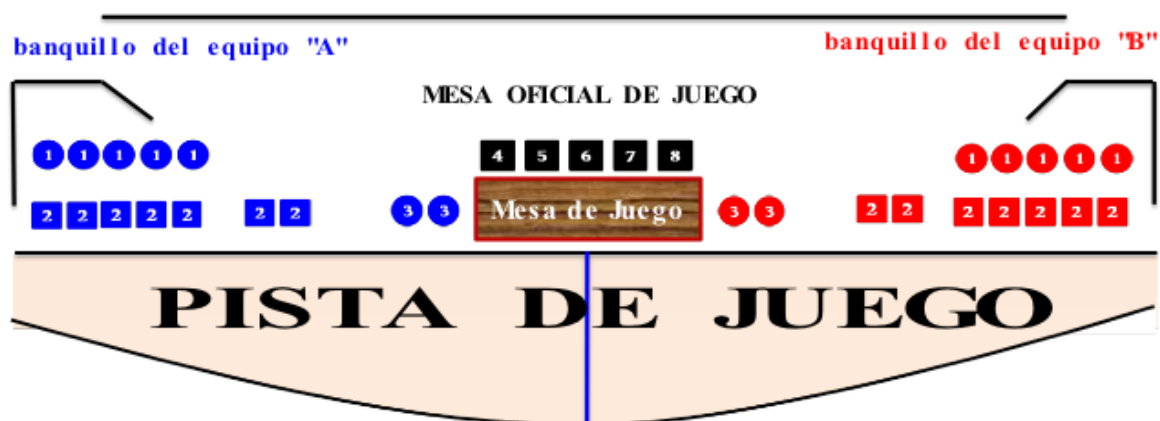 banquillo del equipo "A"
banquillo del equipo "B"
MESA OFICIAL DE JUEGO
1 1 1 1 1
4 5 6 7 8
1 1 1 1 1
2 2 2 2 2
2 2
3 3
Mesa de Juego
3 3
2 2
2 2 2 2 2
PISTA DE JUEGO